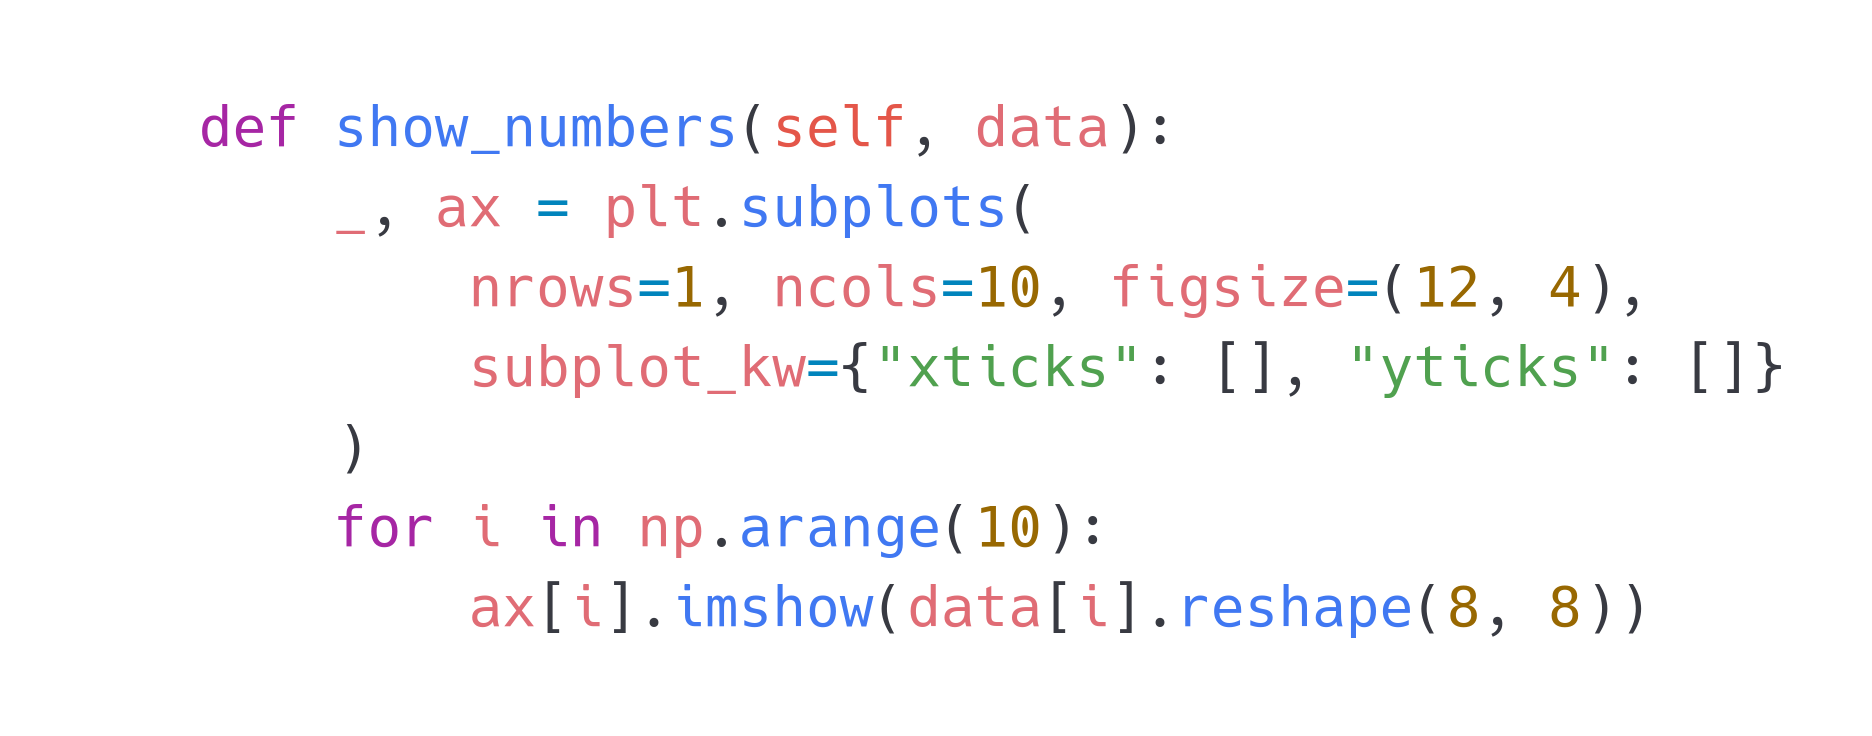 def show_numbers(self, data):
    _, ax = plt.subplots(
        nrows=1, ncols=10, figsize=(12, 4),
        subplot_kw={"xticks": [], "yticks": []}
    )
    for i in np.arange(10):
        ax[i].imshow(data[i].reshape(8, 8))